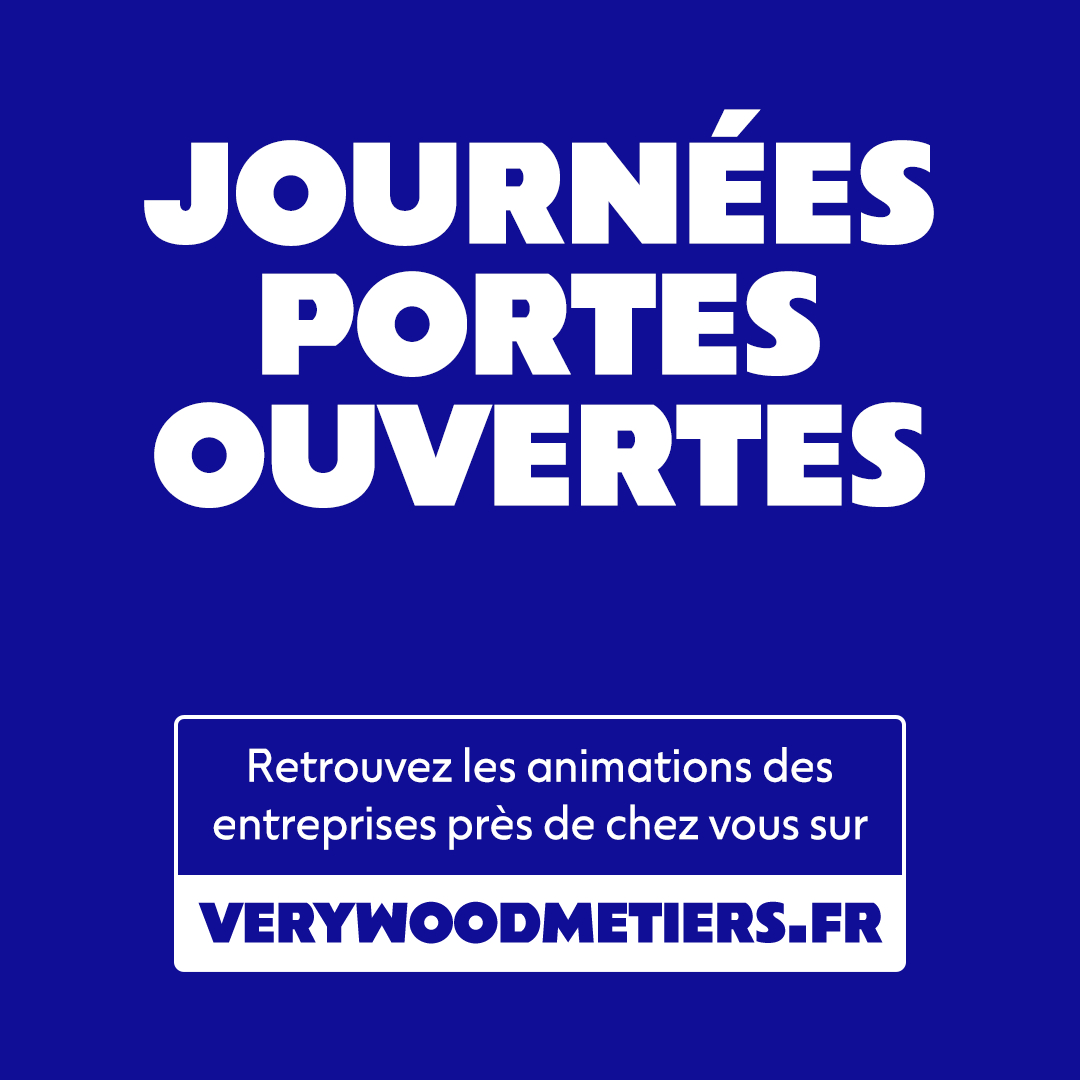 JOURNÉES
PORTES
OUVERTES
Retrouvez les animations des
entreprises près de chez vous sur
VERYWOODMETIERS.FR